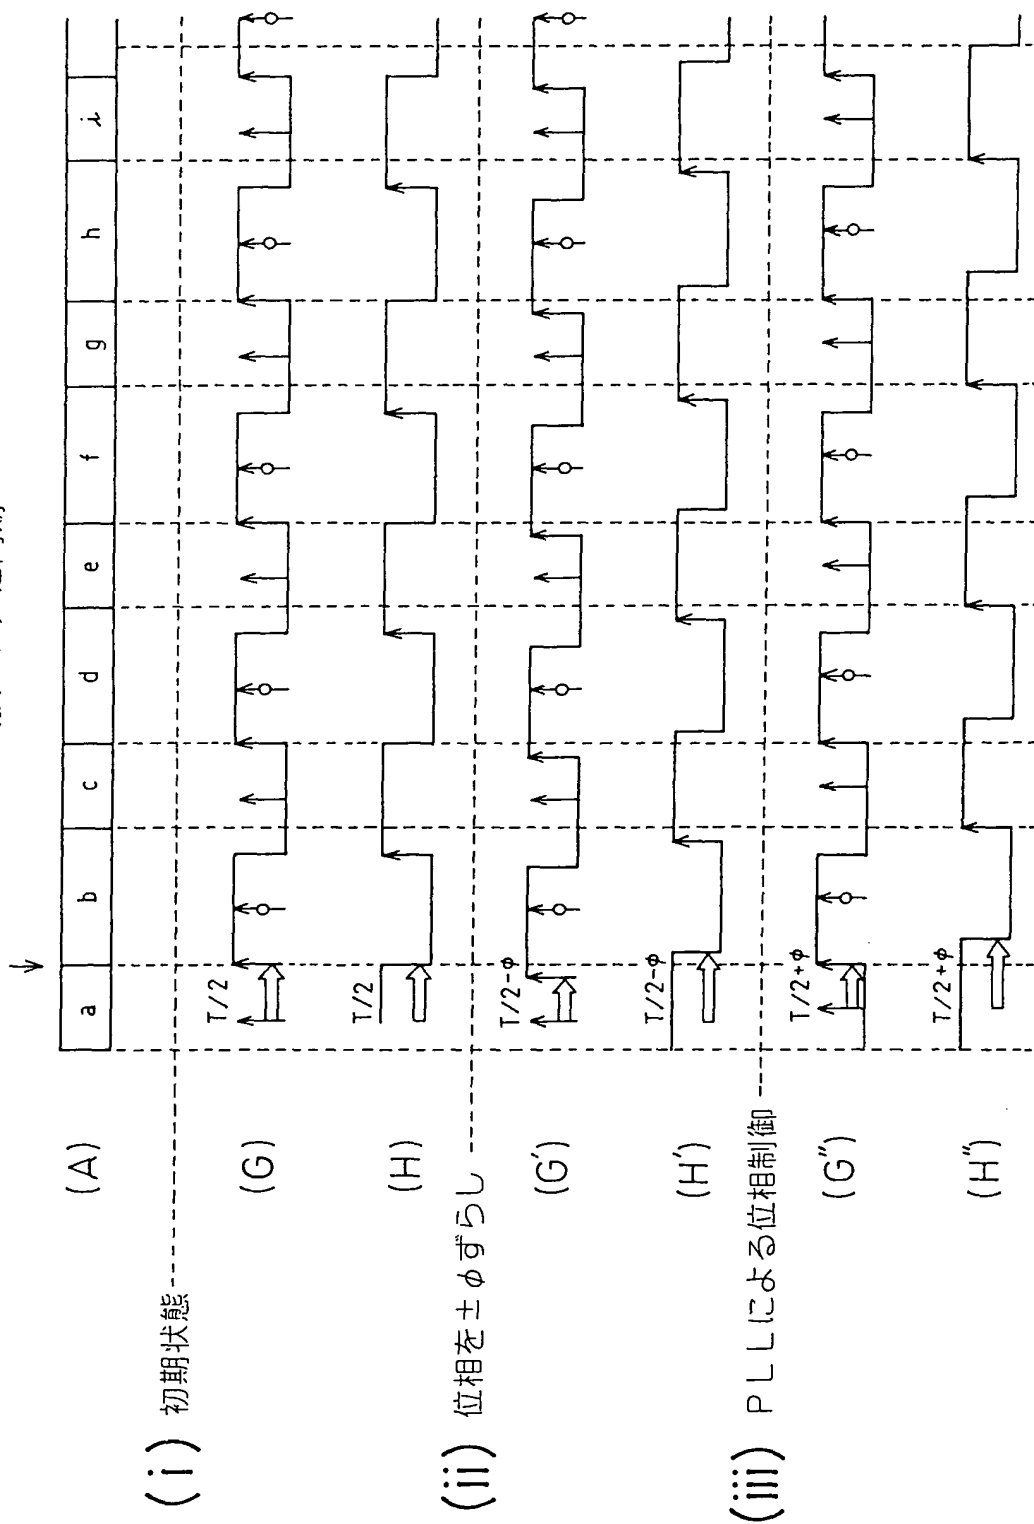 (A) a b c d e f g h i
(i) 初期状態
(G) T/2
(H) T/2
(ii) 位相を±φずらし
(G′) T/2-φ
(H′) T/2-φ
(iii) PLLによる位相制御
(G″) T/2+φ
(H″) T/2+φ